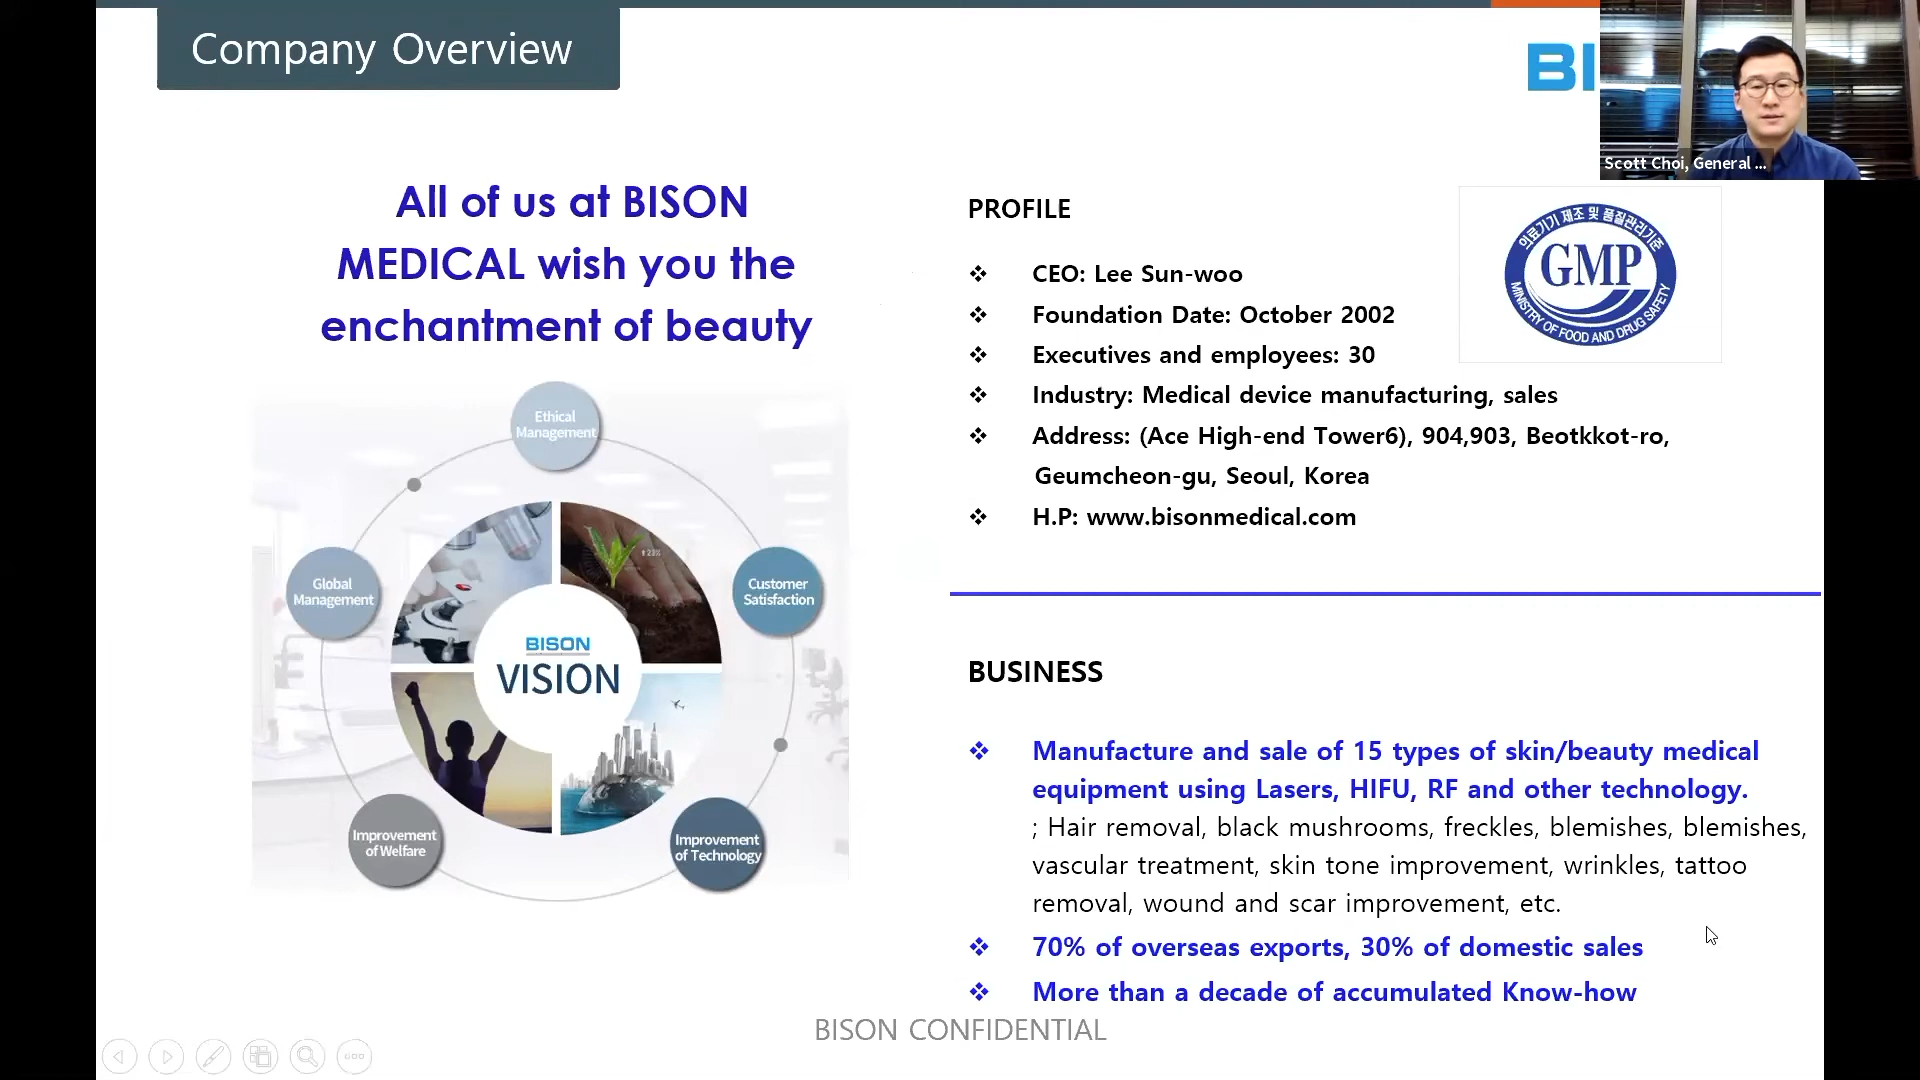 Company Overview
BI
Scott Choi, General ...
All of us at BISON
MEDICAL wish you the
enchantment of beauty
Ethical
Management
Global
Management
Customer
Satisfaction
↑23%
BISON
VISION
Improvement
of Welfare
Improvement
of Technology
PROFILE
❖ CEO: Lee Sun-woo
❖ Foundation Date: October 2002
❖ Executives and employees: 30
❖ Industry: Medical device manufacturing, sales
❖ Address: (Ace High-end Tower6), 904,903, Beotkkot-ro,
Geumcheon-gu, Seoul, Korea
❖ H.P: www.bisonmedical.com
의료기기 제조 및 품질관리기준
GMP
MINISTRY OF FOOD AND DRUG SAFETY
BUSINESS
❖ Manufacture and sale of 15 types of skin/beauty medical
equipment using Lasers, HIFU, RF and other technology.
; Hair removal, black mushrooms, freckles, blemishes, blemishes,
vascular treatment, skin tone improvement, wrinkles, tattoo
removal, wound and scar improvement, etc.
❖ 70% of overseas exports, 30% of domestic sales
❖ More than a decade of accumulated Know-how
BISON CONFIDENTIAL